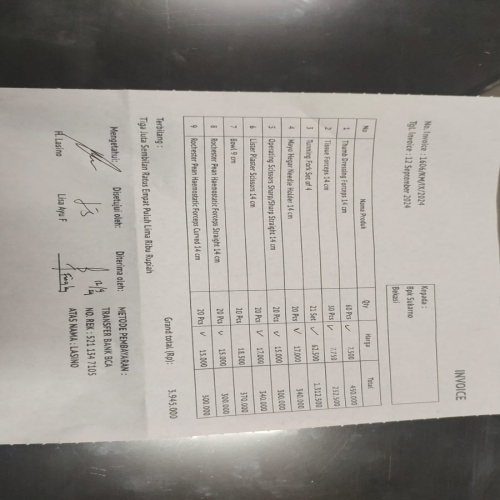 INVOICE
No. Invoice : 1606/KM/IX/2024
Tgl. Invoice : 12 September 2024
Kepada :
Bpk Sukarno
Bekasi
No Nama Produk Qty Harga Total
1 Thumb Dressing Forceps 14 cm 60 Pcs 7.500 450.000
2 Tissue Forceps 14 cm 30 Pcs 7.750 232.500
3 Tunning Fork Set of 4 21 Set 62.500 1.312.500
4 Mayo Hegar Needle Holder 14 cm 20 Pcs 17.000 340.000
5 Operating Scissors Sharp/Sharp Straight 14 cm 20 Pcs 15.000 300.000
6 Lister Plaster Scissors 14 cm 20 Pcs 17.000 340.000
7 Bowl 9 cm 20 Pcs 18.500 370.000
8 Rochester Pean Haemostatic Forceps Straight 14 cm 20 Pcs 15.000 300.000
9 Rochester Pean Haemostatic Forceps Curved 14 cm 20 Pcs 15.000 300.000
Grand total (Rp): 3.945.000
Terbilang :
Tiga Juta Sembilan Ratus Empat Puluh Lima Ribu Rupiah
Mengetahui: Disetujui oleh: Diterima oleh:
H. Lasino Lisa Ayu F
METODE PEMBAYARAN :
TRANSFER BANK BCA
NO. REK : 521 134 7105
ATAS NAMA : LASINO